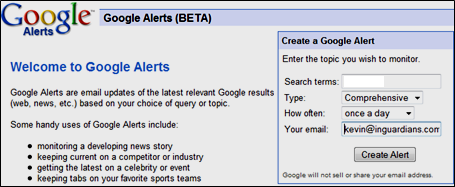 Google Alerts
Google Alerts (BETA)
Welcome to Google Alerts
Google Alerts are email updates of the latest relevant Google results
(web, news, etc.) based on your choice of query or topic.
Some handy uses of Google Alerts include:
monitoring a developing news story
keeping current on a competitor or industry
getting the latest on a celebrity or event
keeping tabs on your favorite sports teams
Create a Google Alert
Enter the topic you wish to monitor.
Search terms:
Type: Comprehensive
How often: once a day
Your email: kevin@inguardians.com
Create Alert
Google will not sell or share your email address.